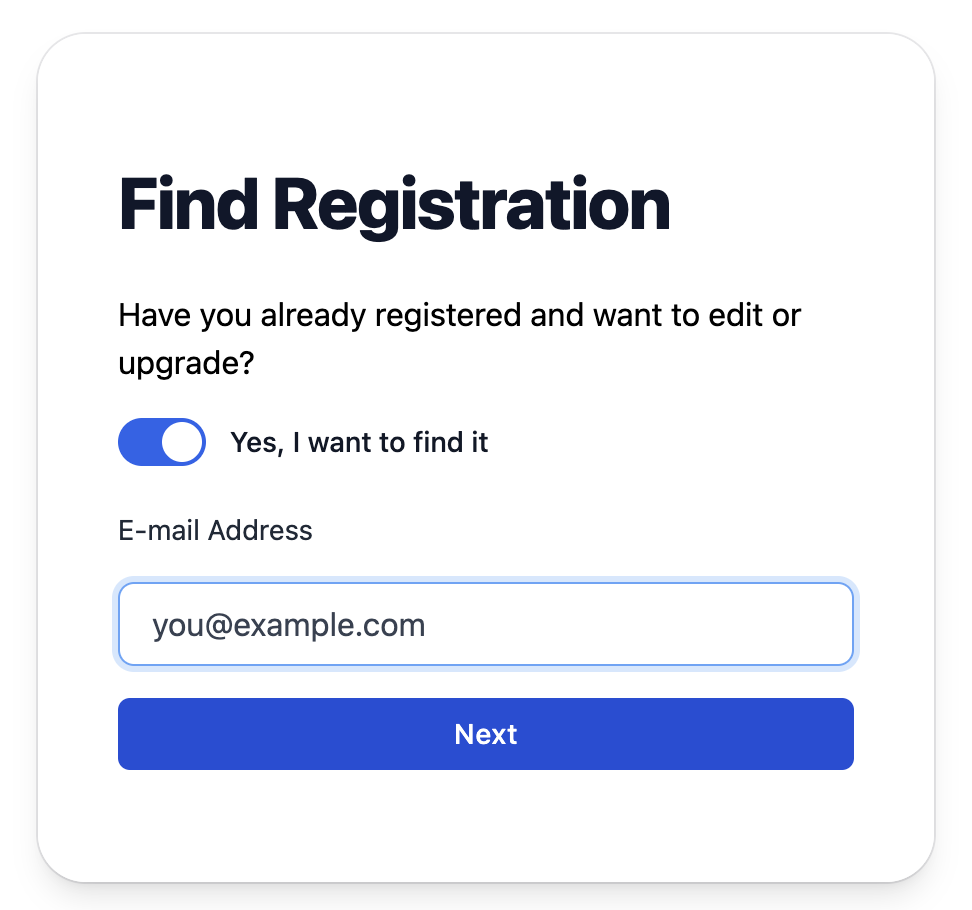 Find Registration
Have you already registered and want to edit or
upgrade?
Yes, I want to find it
E-mail Address
you@example.com
Next